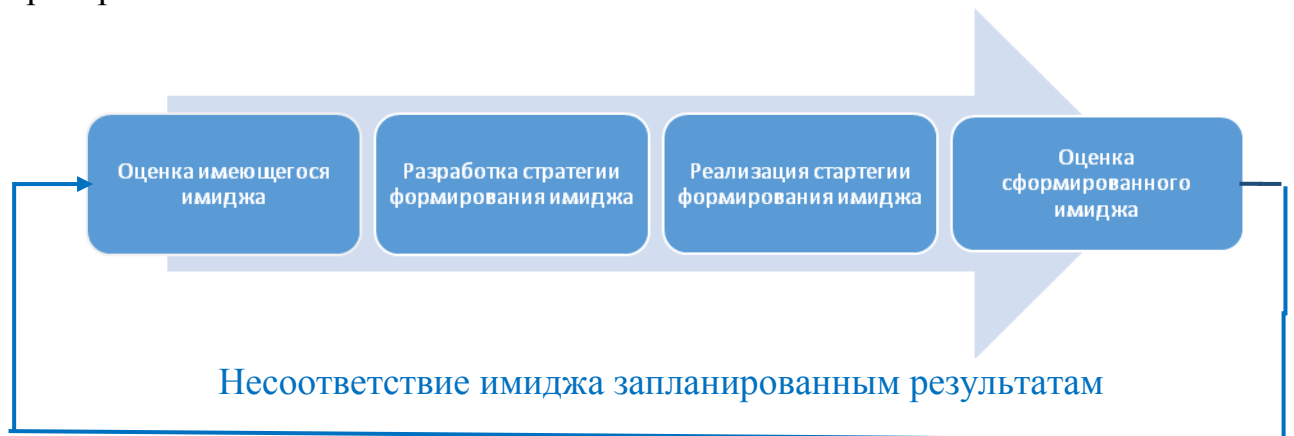 Оценка имеющегося
имиджа
Разработка стратегии
формирования имиджа
Реализация стартегии
формирования имиджа
Оценка
сформированного
имиджа
Несоответствие имиджа запланированным результатам